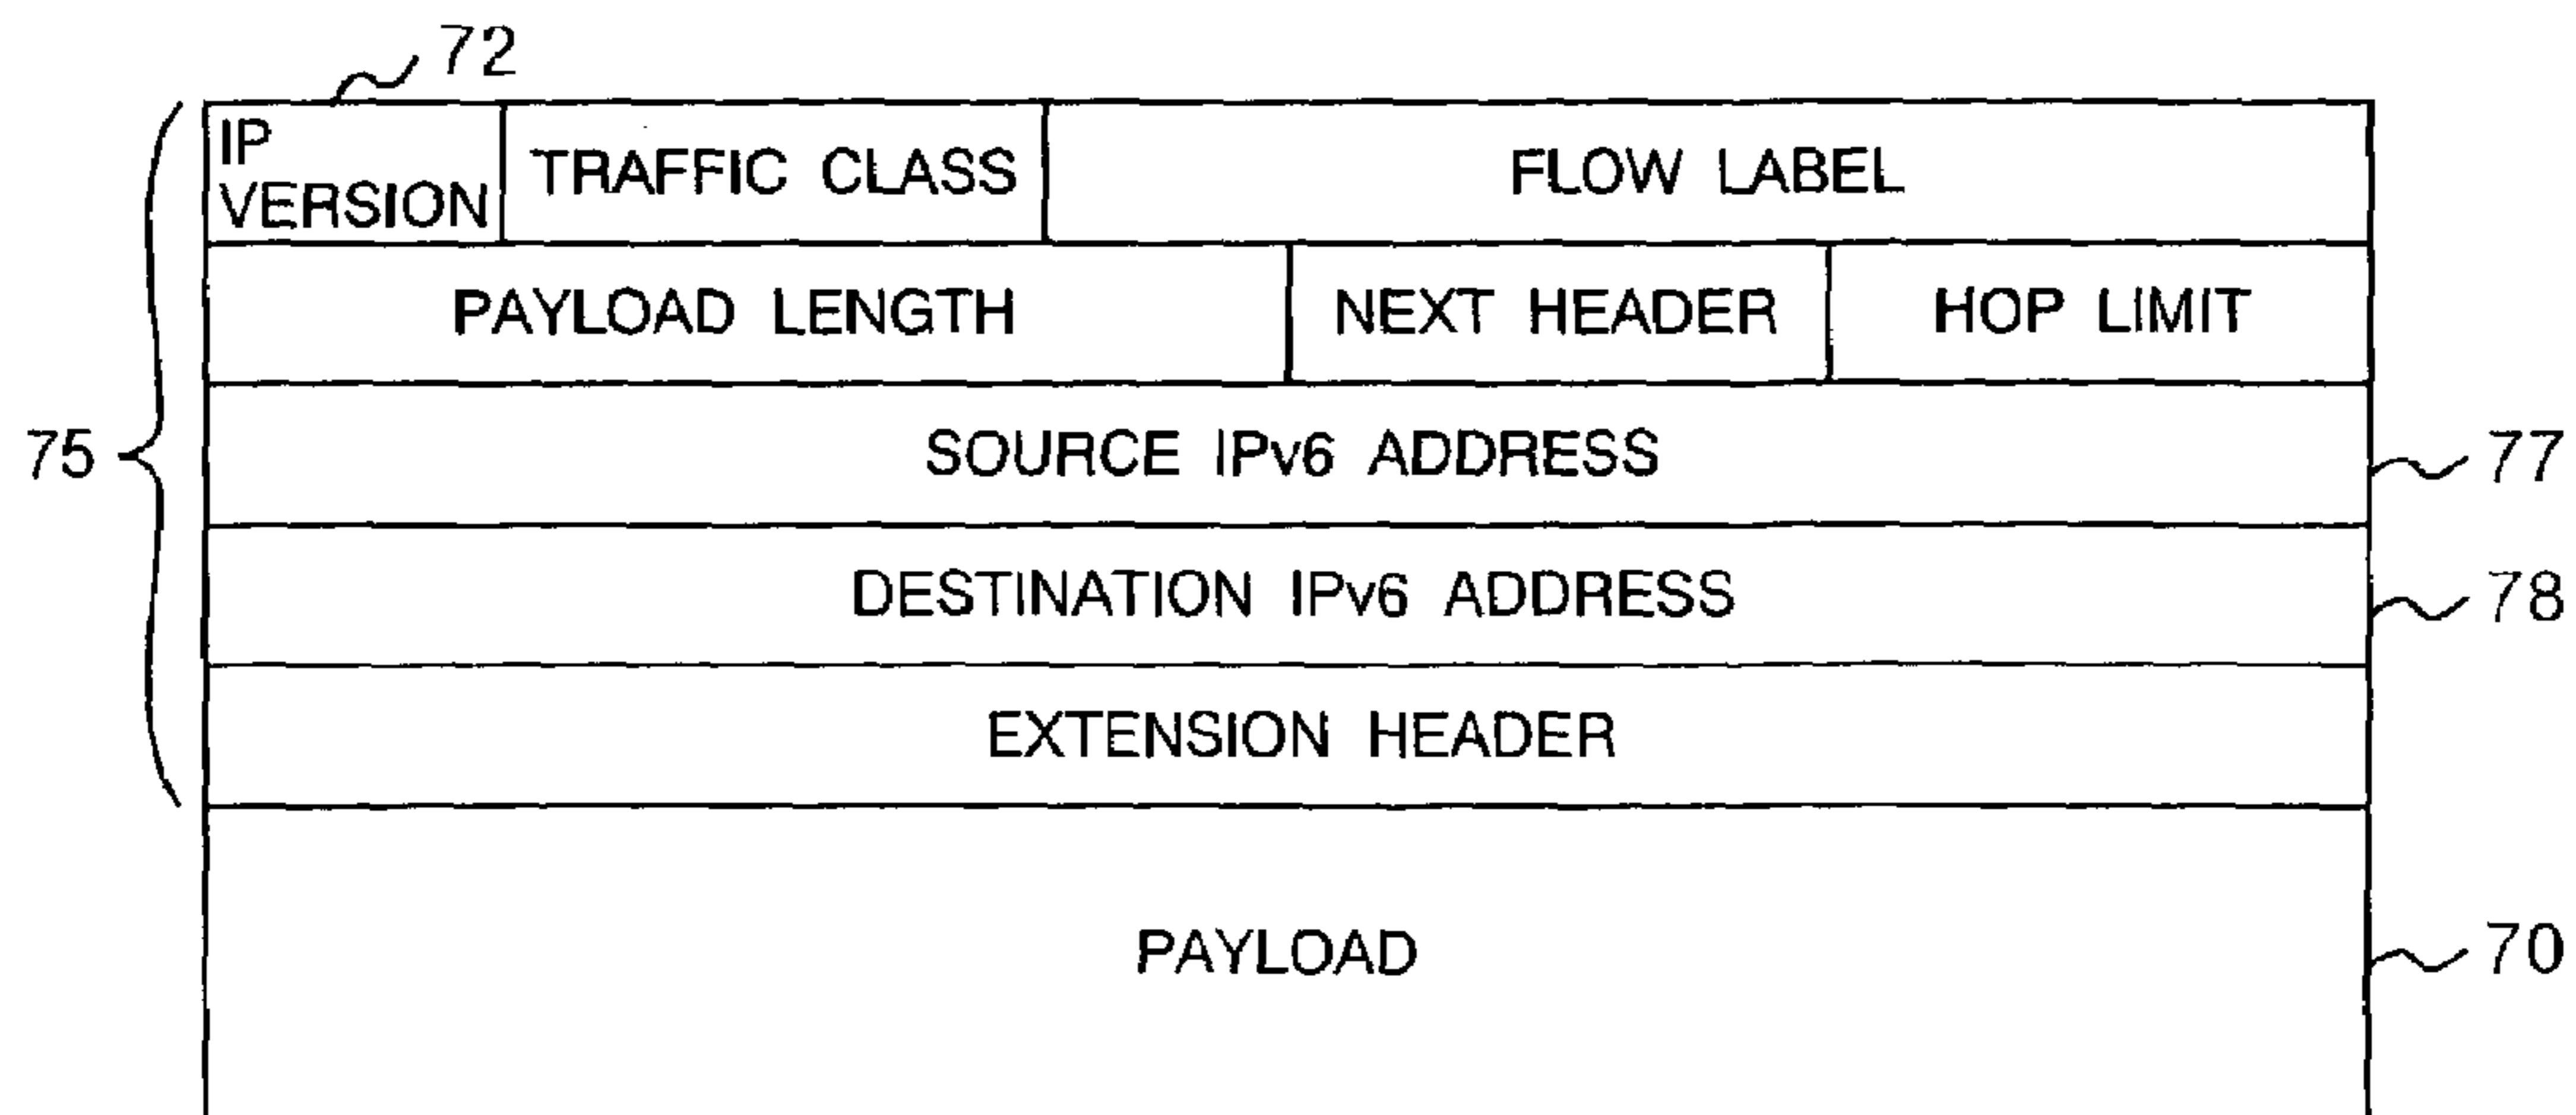 72
IP
VERSION
TRAFFIC CLASS
FLOW LABEL
PAYLOAD LENGTH
NEXT HEADER
HOP LIMIT
75
SOURCE IPv6 ADDRESS
77
DESTINATION IPv6 ADDRESS
78
EXTENSION HEADER
PAYLOAD
70